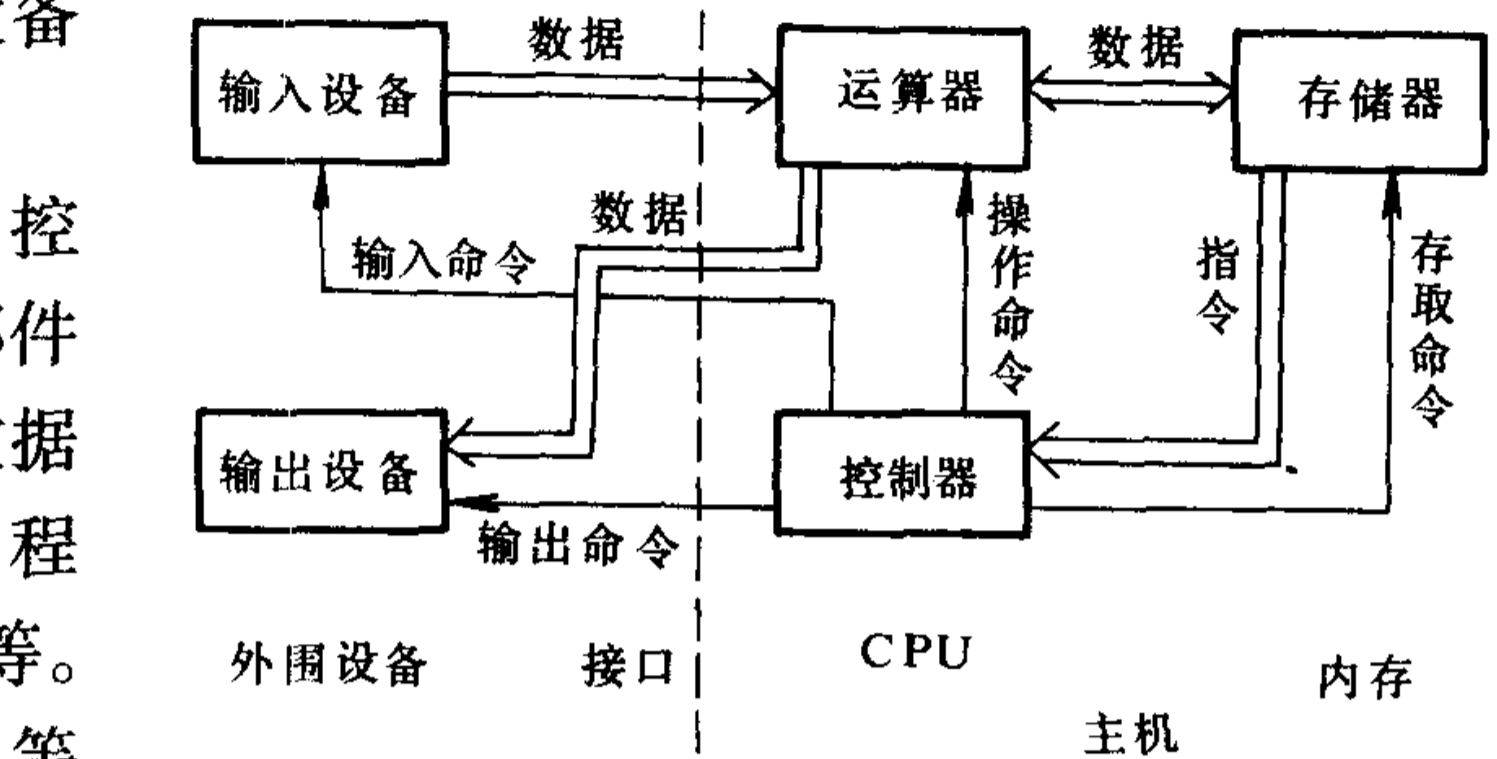 备
控
件
据
程
等。
数据
数据
输入设备
运算器
存储器
数据
输入命令
操作命令
指令
存取命令
输出设备
控制器
输出命令
外围设备
接口
CPU
内存
主机